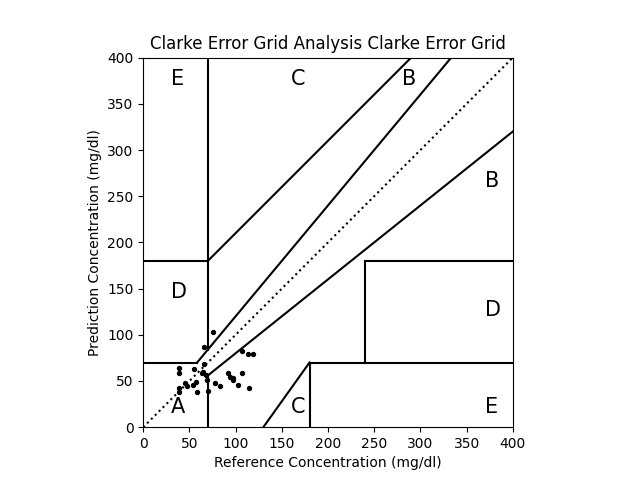 Clarke Error Grid Analysis Clarke Error Grid
400
E
C
B
350
300
B
250
200
D
150
D
100
50
A
C
E
0
0 50 100 150 200 250 300 350 400
Prediction Concentration (mg/dl)
Reference Concentration (mg/dl)